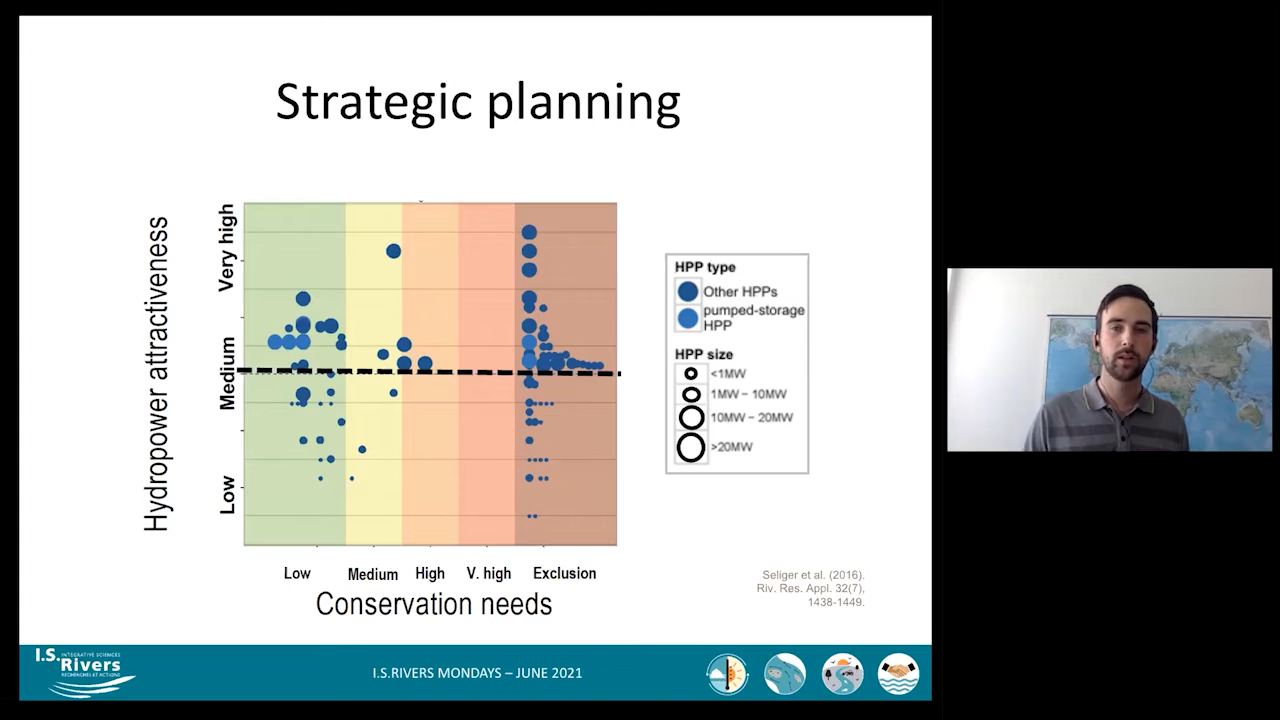 Strategic planning
Hydropower attractiveness
Very high
Medium
Low
Low
Medium
High
V. high
Exclusion
Conservation needs
HPP type
Other HPPs
pumped-storage
HPP
HPP size
<1MW
1MW – 10MW
10MW – 20MW
>20MW
Seliger et al. (2016).
Riv. Res. Appl. 32(7),
1438-1449.
I.S.
INTEGRATIVE SCIENCES
Rivers
RECHERCHES ET ACTIONS
I.S.RIVERS MONDAYS – JUNE 2021